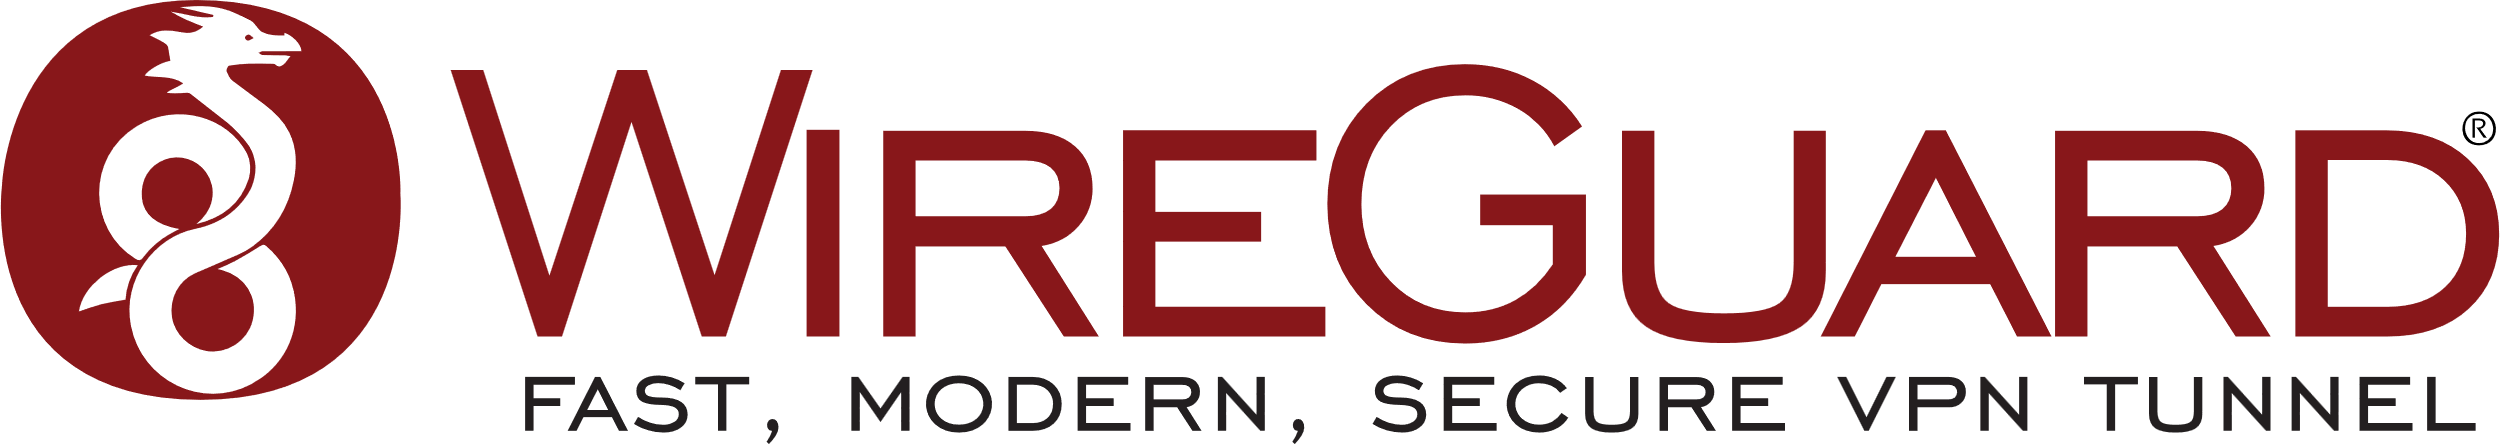 WIREGUARD®
FAST, MODERN, SECURE VPN TUNNEL